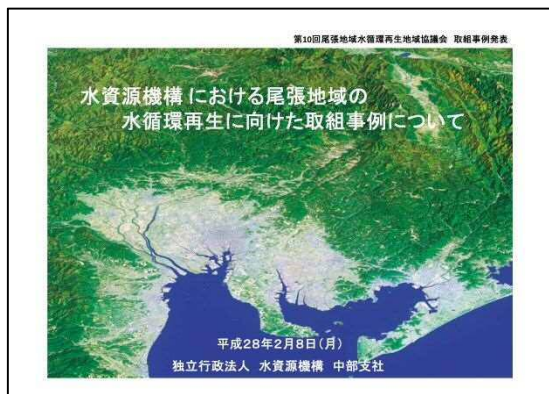 第10回尾張地域水循環再生地域協議会 取組事例発表
水資源機構における尾張地域の
水循環再生に向けた取組事例について
平成28年2月8日(月)
独立行政法人 水資源機構 中部支社